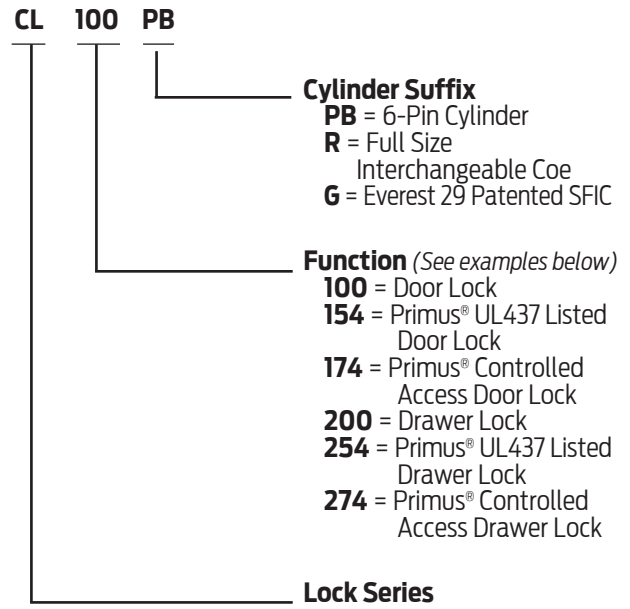 CL 100 PB
Cylinder Suffix
PB = 6-Pin Cylinder
R = Full Size
Interchangeable Coe
G = Everest 29 Patented SFIC
Function (See examples below)
100 = Door Lock
154 = Primus® UL437 Listed
Door Lock
174 = Primus® Controlled
Access Door Lock
200 = Drawer Lock
254 = Primus® UL437 Listed
Drawer Lock
274 = Primus® Controlled
Access Drawer Lock
Lock Series